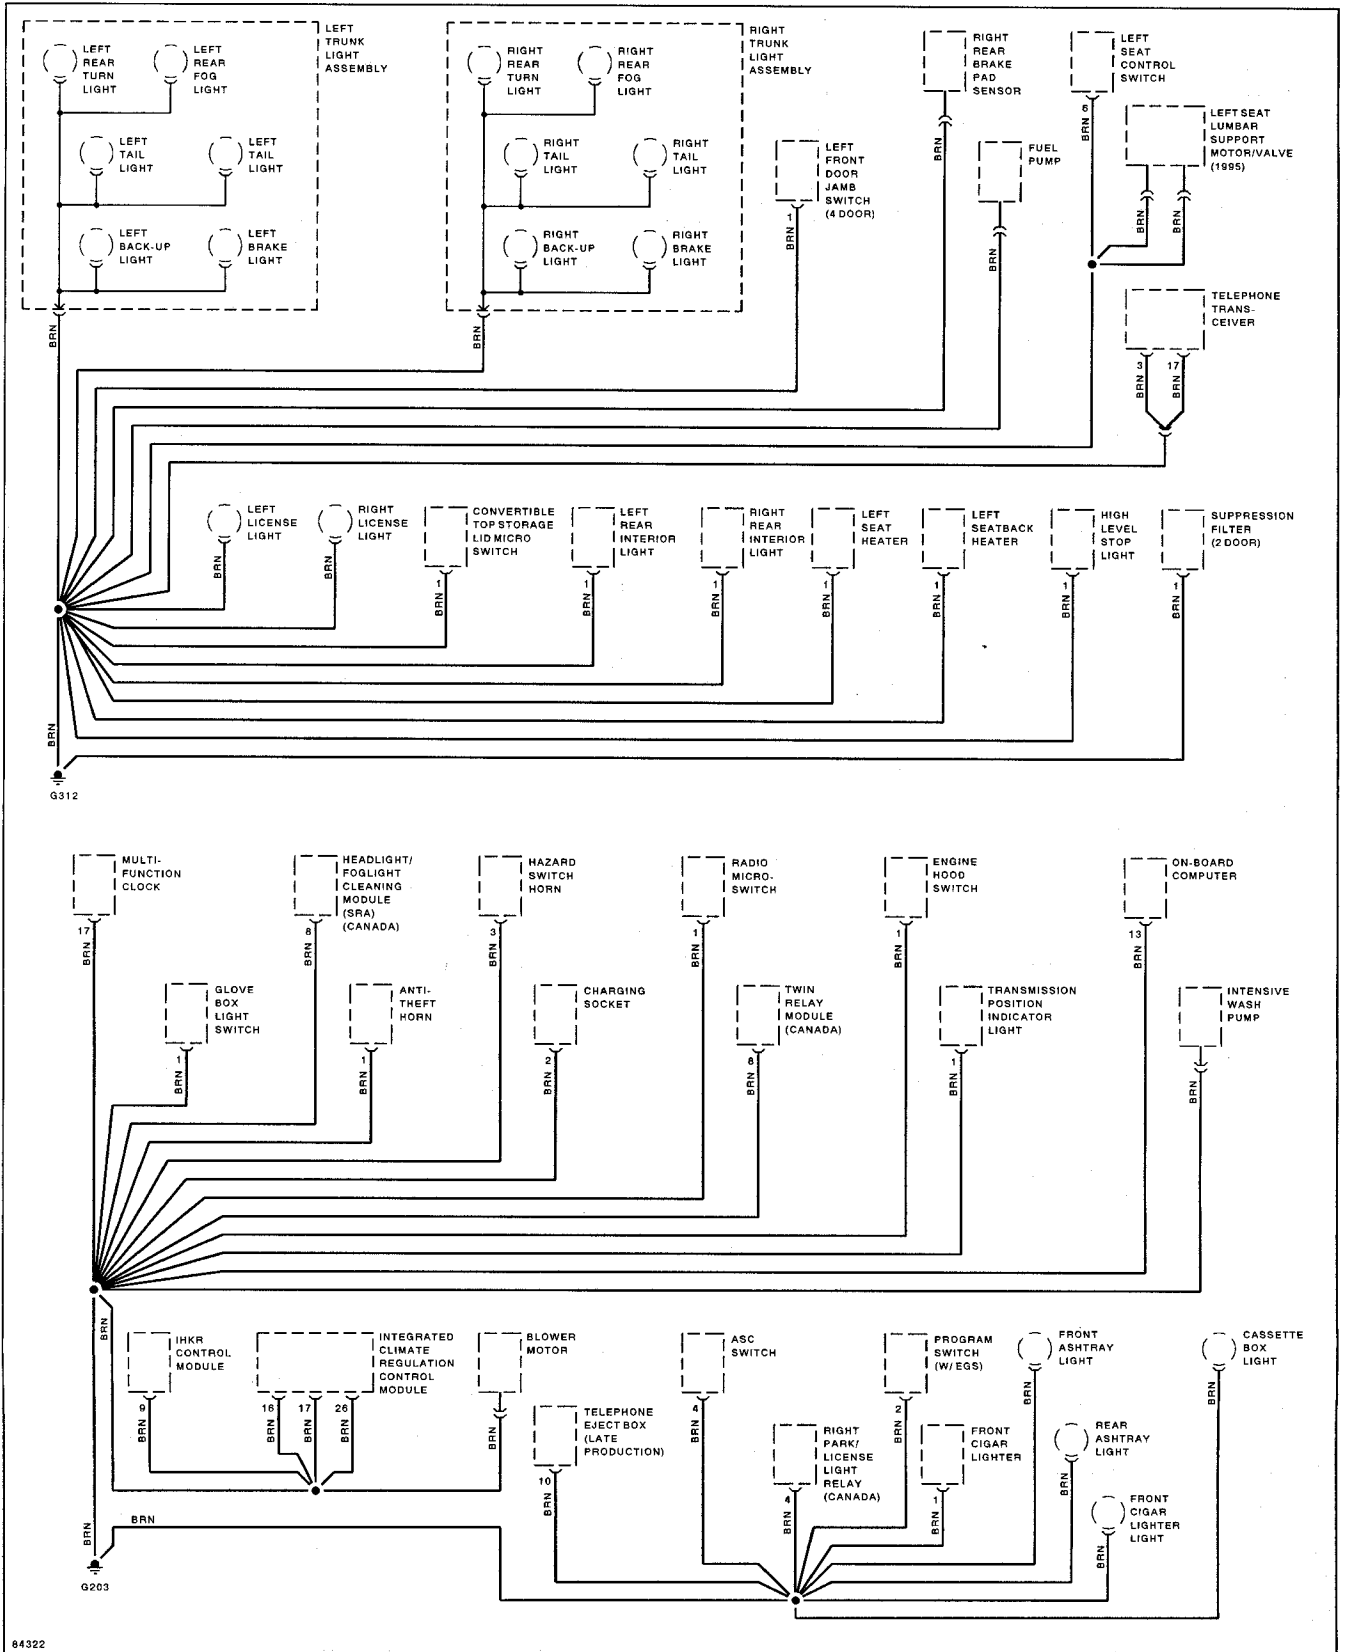 LEFT
TRUNK
LIGHT
ASSEMBLY
LEFT
REAR
TURN
LIGHT
LEFT
REAR
FOG
LIGHT
LEFT
TAIL
LIGHT
LEFT
TAIL
LIGHT
LEFT
BACK-UP
LIGHT
LEFT
BRAKE
LIGHT
BRN
RIGHT
TRUNK
LIGHT
ASSEMBLY
RIGHT
REAR
TURN
LIGHT
RIGHT
REAR
FOG
LIGHT
RIGHT
TAIL
LIGHT
RIGHT
TAIL
LIGHT
RIGHT
BACK-UP
LIGHT
RIGHT
BRAKE
LIGHT
BRN
LEFT
FRONT
DOOR
JAMB
SWITCH
(4 DOOR)
1
BRN
RIGHT
REAR
BRAKE
PAD
SENSOR
BRN
FUEL
PUMP
BRN
LEFT
SEAT
CONTROL
SWITCH
6
BRN
LEFT SEAT
LUMBAR
SUPPORT
MOTOR/VALVE
(1995)
BRN
BRN
TELEPHONE
TRANS-
CEIVER
3
BRN
17
BRN
LEFT
LICENSE
LIGHT
BRN
RIGHT
LICENSE
LIGHT
BRN
CONVERTIBLE
TOP STORAGE
LID MICRO
SWITCH
1
BRN
LEFT
REAR
INTERIOR
LIGHT
1
BRN
RIGHT
REAR
INTERIOR
LIGHT
1
BRN
LEFT
SEAT
HEATER
1
BRN
LEFT
SEATBACK
HEATER
1
BRN
HIGH
LEVEL
STOP
LIGHT
1
BRN
SUPPRESSION
FILTER
(2 DOOR)
1
BRN
BRN
G312
MULTI-
FUNCTION
CLOCK
17
BRN
HEADLIGHT/
FOGLIGHT
CLEANING
MODULE
(SRA)
(CANADA)
8
BRN
HAZARD
SWITCH
HORN
3
BRN
RADIO
MICRO-
SWITCH
1
BRN
ENGINE
HOOD
SWITCH
1
BRN
ON-BOARD
COMPUTER
13
BRN
GLOVE
BOX
LIGHT
SWITCH
1
BRN
ANTI-
THEFT
HORN
1
BRN
CHARGING
SOCKET
2
BRN
TWIN
RELAY
MODULE
(CANADA)
8
BRN
TRANSMISSION
POSITION
INDICATOR
LIGHT
1
BRN
INTENSIVE
WASH
PUMP
BRN
BRN
IHKR
CONTROL
MODULE
9
BRN
INTEGRATED
CLIMATE
REGULATION
CONTROL
MODULE
16
BRN
17
BRN
26
BRN
BLOWER
MOTOR
BRN
TELEPHONE
EJECT BOX
(LATE
PRODUCTION)
10
BRN
ASC
SWITCH
4
BRN
RIGHT
PARK/
LICENSE
LIGHT
RELAY
(CANADA)
4
BRN
PROGRAM
SWITCH
(W/EGS)
2
BRN
FRONT
CIGAR
LIGHTER
1
BRN
FRONT
ASHTRAY
LIGHT
BRN
REAR
ASHTRAY
LIGHT
BRN
FRONT
CIGAR
LIGHTER
LIGHT
BRN
CASSETTE
BOX
LIGHT
BRN
BRN
BRN
G203
84322